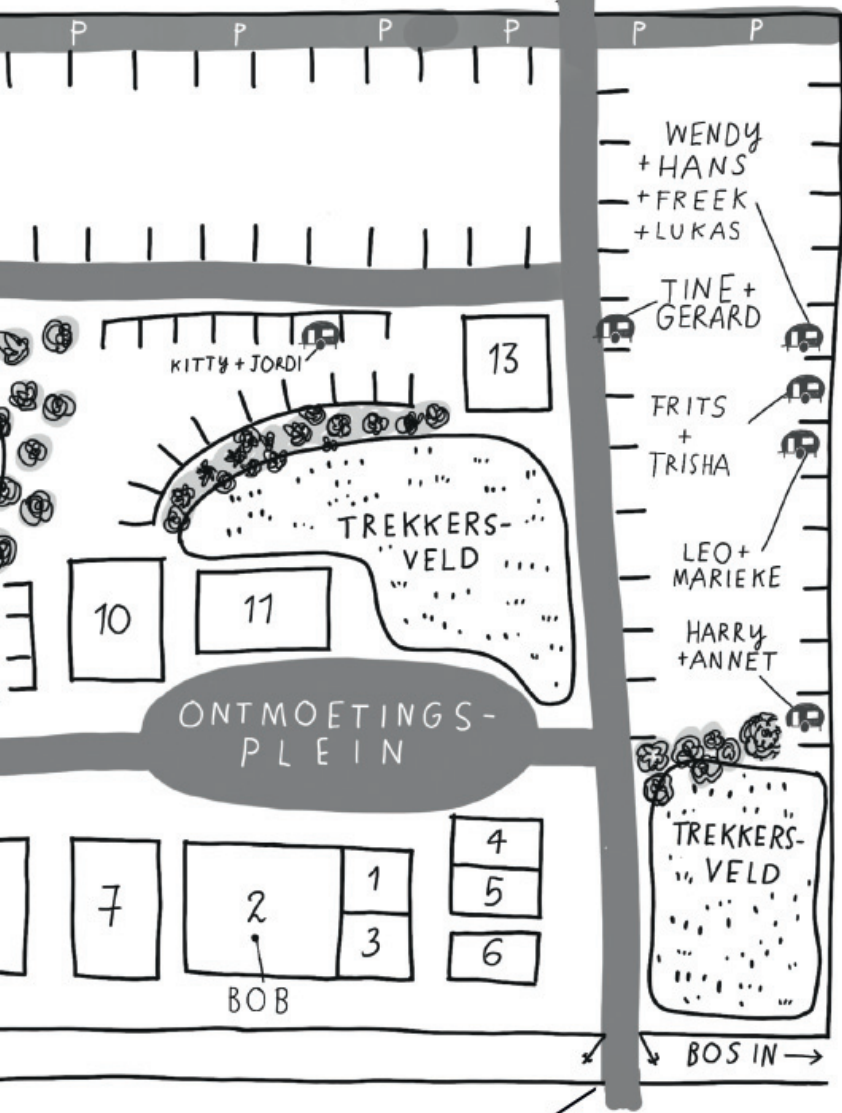 P P P P P P
WENDY
+HANS
+FREEK
+LUKAS
TINE+
GERARD
KITTY+JORDI
13
FRITS
+
TRISHA
TREKKERS-
VELD
LEO+
MARIEKE
10
11
HARRY
+ANNET
ONTMOETINGS-
PLEIN
TREKKERS-
VELD
4
5
6
7
2
1
3
BOB
BOS IN →